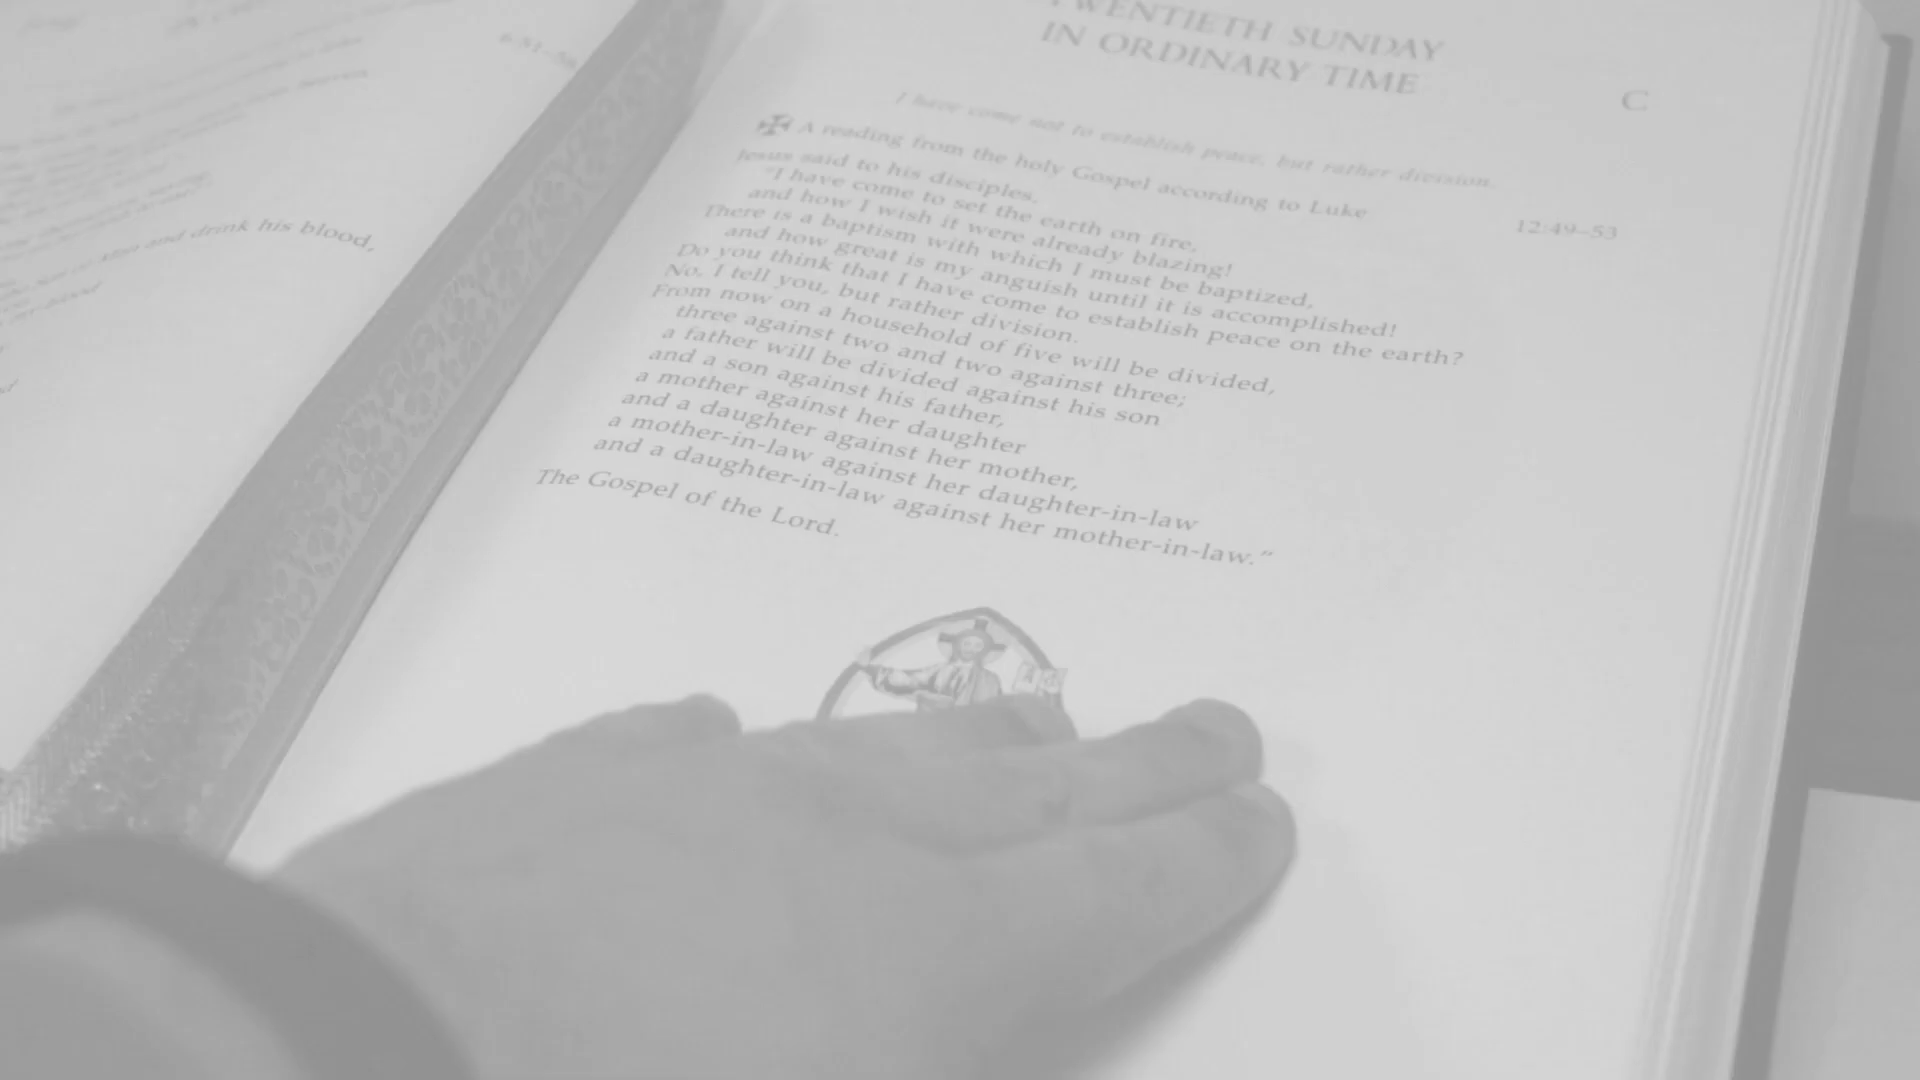 6:51–58
and drink his blood,
blood
TWENTIETH SUNDAY
IN ORDINARY TIME
C
I have come not to establish peace, but rather division.
✠ A reading from the holy Gospel according to Luke
12:49–53
Jesus said to his disciples:
"I have come to set the earth on fire,
and how I wish it were already blazing!
There is a baptism with which I must be baptized,
and how great is my anguish until it is accomplished!
Do you think that I have come to establish peace on the earth?
No, I tell you, but rather division.
From now on a household of five will be divided,
three against two and two against three;
a father will be divided against his son
and a son against his father,
a mother against her daughter
and a daughter against her mother,
a mother-in-law against her daughter-in-law
and a daughter-in-law against her mother-in-law."
The Gospel of the Lord.